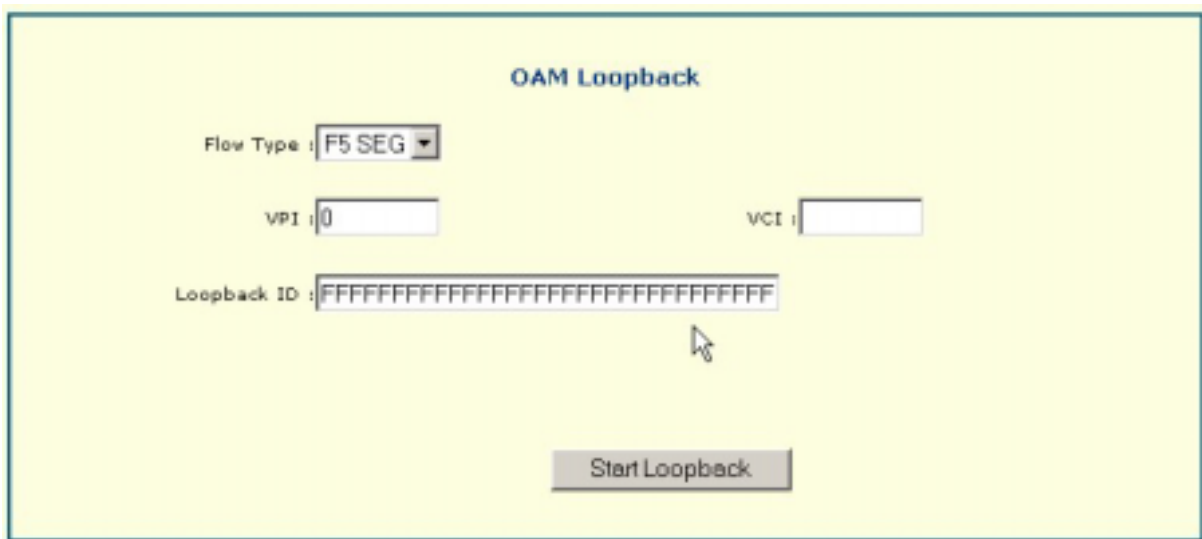 OAM Loopback
Flow Type : F5 SEG
VPI : 0 VCI :
Loopback ID : FFFFFFFFFFFFFFFFFFFFFFFFFFFFFFFF
Start Loopback